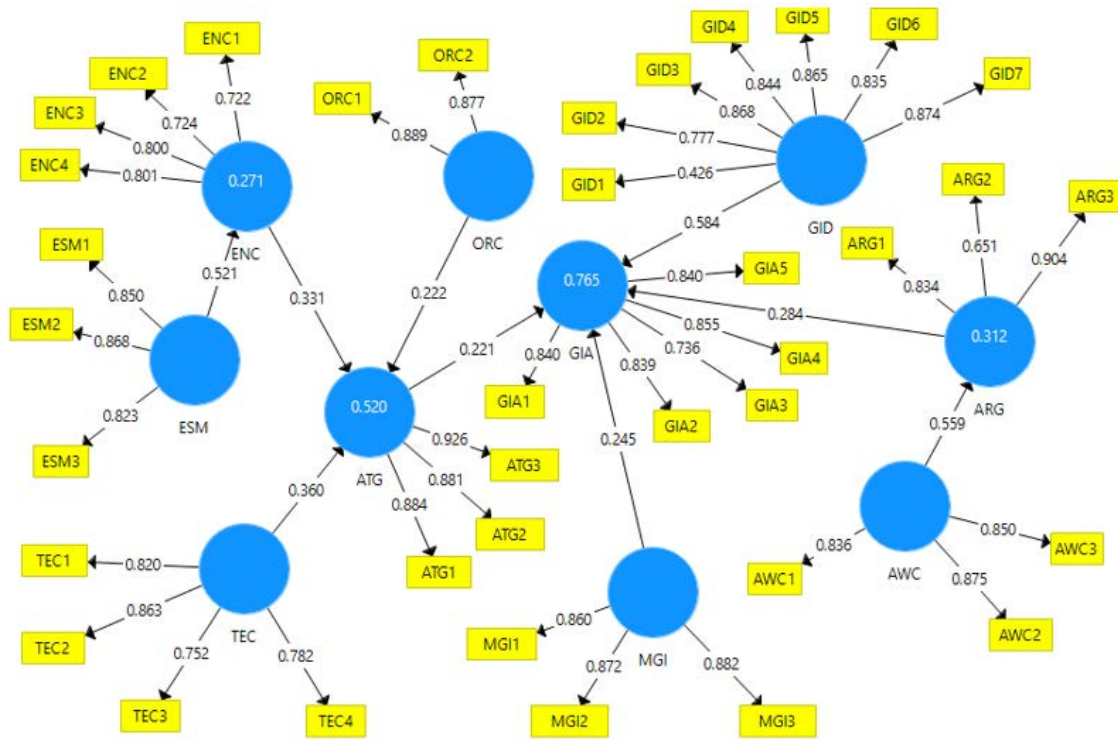 ENC1
ENC2
ENC3
ENC4
0.722
0.724
0.800
0.801
0.271
ENC
ORC2
ORC1
0.877
0.889
ORC
GID4
GID5
GID6
GID3
GID7
GID2
GID1
0.844
0.865
0.835
0.868
0.874
0.777
0.426
GID
0.584
ESM1
ESM2
ESM3
0.521
0.850
0.868
0.823
ESM
0.331
0.222
0.765
GIA
0.840
GIA5
0.855
GIA4
0.736
GIA3
0.839
GIA2
0.840
GIA1
0.284
0.221
0.245
ARG2
ARG3
ARG1
0.651
0.904
0.834
0.312
ARG
0.559
0.520
ATG
0.926
ATG3
0.881
ATG2
0.884
ATG1
0.360
TEC1
0.820
TEC2
0.863
TEC3
0.752
TEC4
0.782
TEC
MGI1
0.860
MGI2
0.872
MGI3
0.882
MGI
AWC1
0.836
AWC
0.850
AWC3
0.875
AWC2